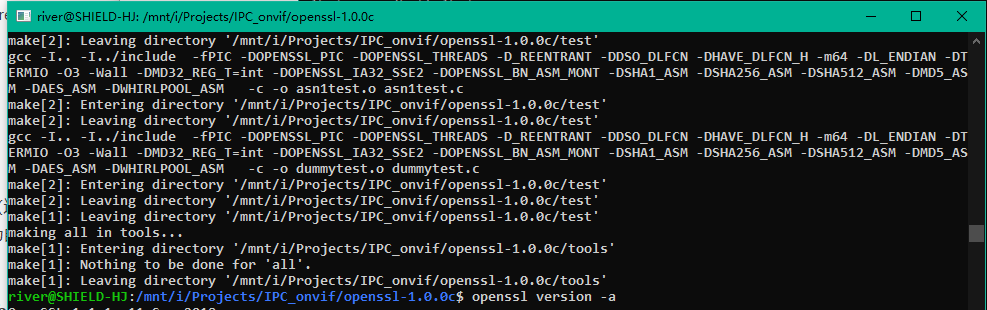 river@SHIELD-HJ: /mnt/i/Projects/IPC_onvif/openssl-1.0.0c
make[2]: Leaving directory '/mnt/i/Projects/IPC_onvif/openssl-1.0.0c/test'
gcc -I.. -I../include  -fPIC -DOPENSSL_PIC -DOPENSSL_THREADS -D_REENTRANT -DDSO_DLFCN -DHAVE_DLFCN_H -m64 -DL_ENDIAN -DT
ERMIO -O3 -Wall -DMD32_REG_T=int -DOPENSSL_IA32_SSE2 -DOPENSSL_BN_ASM_MONT -DSHA1_ASM -DSHA256_ASM -DSHA512_ASM -DMD5_AS
M -DAES_ASM -DWHIRLPOOL_ASM   -c -o asn1test.o asn1test.c
make[2]: Entering directory '/mnt/i/Projects/IPC_onvif/openssl-1.0.0c/test'
make[2]: Leaving directory '/mnt/i/Projects/IPC_onvif/openssl-1.0.0c/test'
gcc -I.. -I../include  -fPIC -DOPENSSL_PIC -DOPENSSL_THREADS -D_REENTRANT -DDSO_DLFCN -DHAVE_DLFCN_H -m64 -DL_ENDIAN -DT
ERMIO -O3 -Wall -DMD32_REG_T=int -DOPENSSL_IA32_SSE2 -DOPENSSL_BN_ASM_MONT -DSHA1_ASM -DSHA256_ASM -DSHA512_ASM -DMD5_AS
M -DAES_ASM -DWHIRLPOOL_ASM   -c -o dummytest.o dummytest.c
make[2]: Entering directory '/mnt/i/Projects/IPC_onvif/openssl-1.0.0c/test'
make[2]: Leaving directory '/mnt/i/Projects/IPC_onvif/openssl-1.0.0c/test'
make[1]: Leaving directory '/mnt/i/Projects/IPC_onvif/openssl-1.0.0c/test'
making all in tools...
make[1]: Entering directory '/mnt/i/Projects/IPC_onvif/openssl-1.0.0c/tools'
make[1]: Nothing to be done for 'all'.
make[1]: Leaving directory '/mnt/i/Projects/IPC_onvif/openssl-1.0.0c/tools'
river@SHIELD-HJ:/mnt/i/Projects/IPC_onvif/openssl-1.0.0c$ openssl version -a